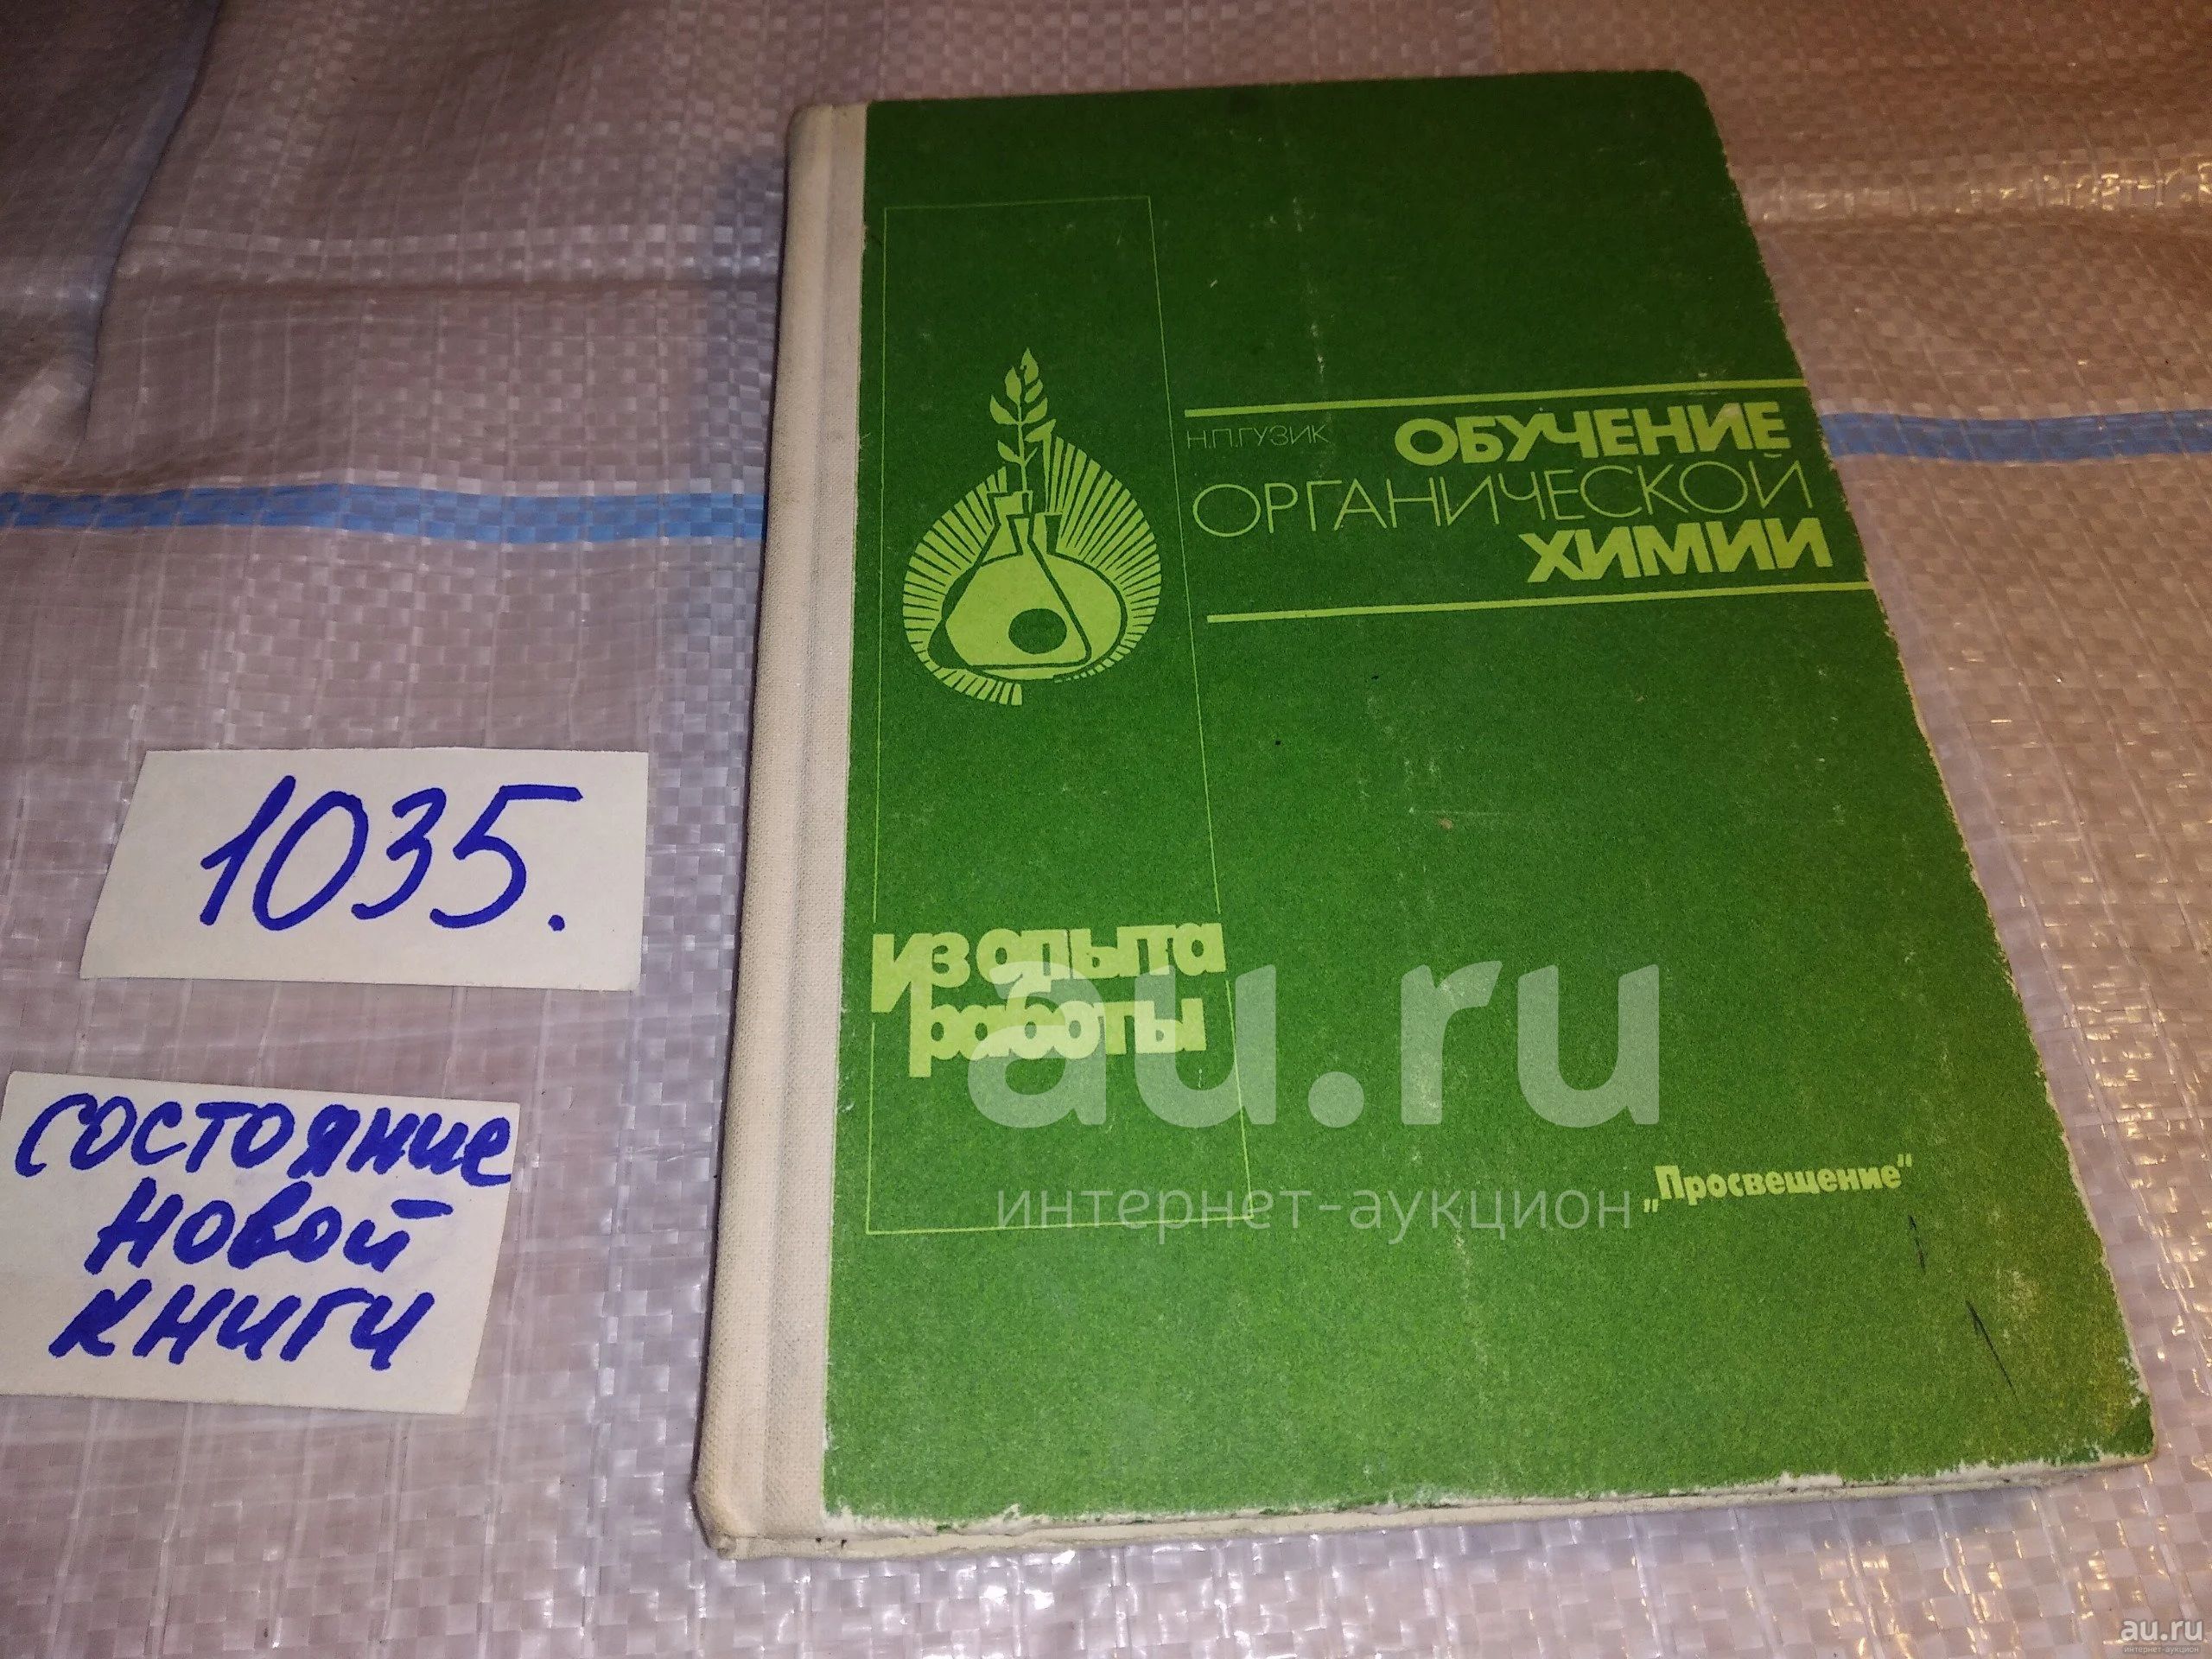 Н.П.ГУЗИК
ОБУЧЕНИЕ
ОРГАНИЧЕСКОЙ
ХИМИИ
1035.
из опыта
работы
au.ru
интернет-аукцион
„Просвещение“
состояние
новой
книги
au.ru
интернет-аукцион